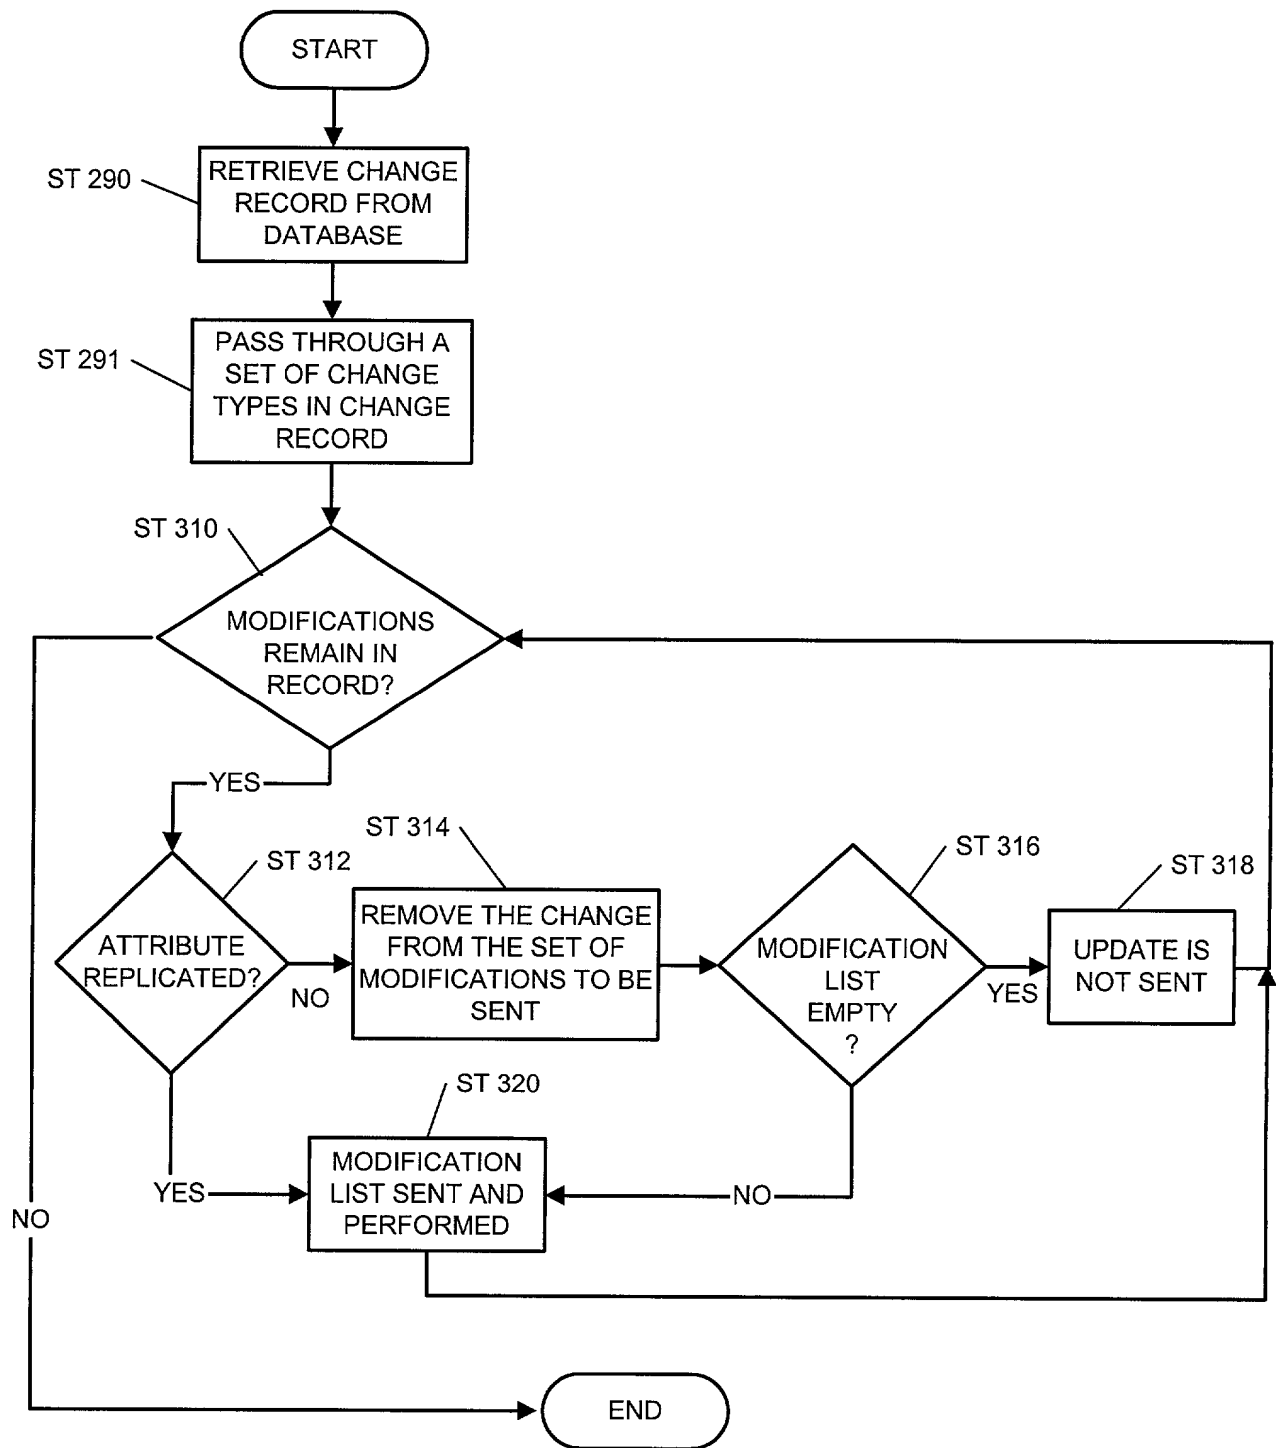 START
ST 290
RETRIEVE CHANGE
RECORD FROM
DATABASE
ST 291
PASS THROUGH A
SET OF CHANGE
TYPES IN CHANGE
RECORD
ST 310
MODIFICATIONS
REMAIN IN
RECORD?
YES
ST 312
ATTRIBUTE
REPLICATED?
NO
ST 314
REMOVE THE CHANGE
FROM THE SET OF
MODIFICATIONS TO BE
SENT
ST 316
MODIFICATION
LIST
EMPTY
?
YES
ST 318
UPDATE IS
NOT SENT
YES
ST 320
MODIFICATION
LIST SENT AND
PERFORMED
NO
NO
END